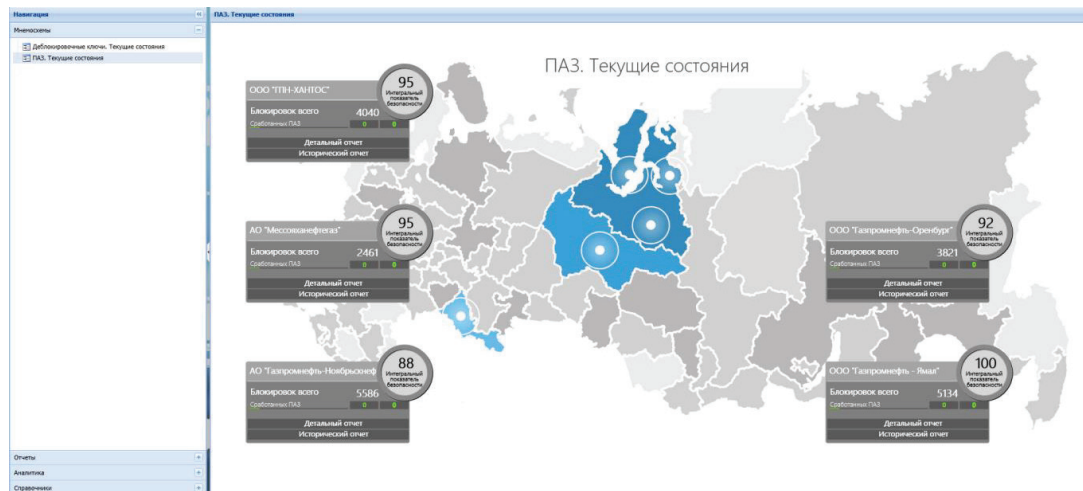 Навигация
Мнемосхемы
Деблокировочные ключи. Текущие состояния
ПАЗ. Текущие состояния
Отчеты
Аналитика
Справочники
ПАЗ. Текущие состояния
ПАЗ. Текущие состояния
ООО "ГПН-ХАНТОС"
95
Интегральный показатель безопасности
Блокировок всего 4040
Сработанных ПАЗ 0 0
Детальный отчет
Исторический отчет
АО "Мессояханефтегаз"
95
Интегральный показатель безопасности
Блокировок всего 2461
Сработанных ПАЗ 0 0
Детальный отчет
Исторический отчет
АО "Газпромнефть-Ноябрьскнеф
88
Интегральный показатель безопасности
Блокировок всего 5586
Сработанных ПАЗ 0 0
Детальный отчет
Исторический отчет
ООО "Газпромнефть-Оренбург"
92
Интегральный показатель безопасности
Блокировок всего 3821
Сработанных ПАЗ 0 0
Детальный отчет
Исторический отчет
ООО "Газпромнефть - Ямал"
100
Интегральный показатель безопасности
Блокировок всего 5134
Сработанных ПАЗ 0 0
Детальный отчет
Исторический отчет